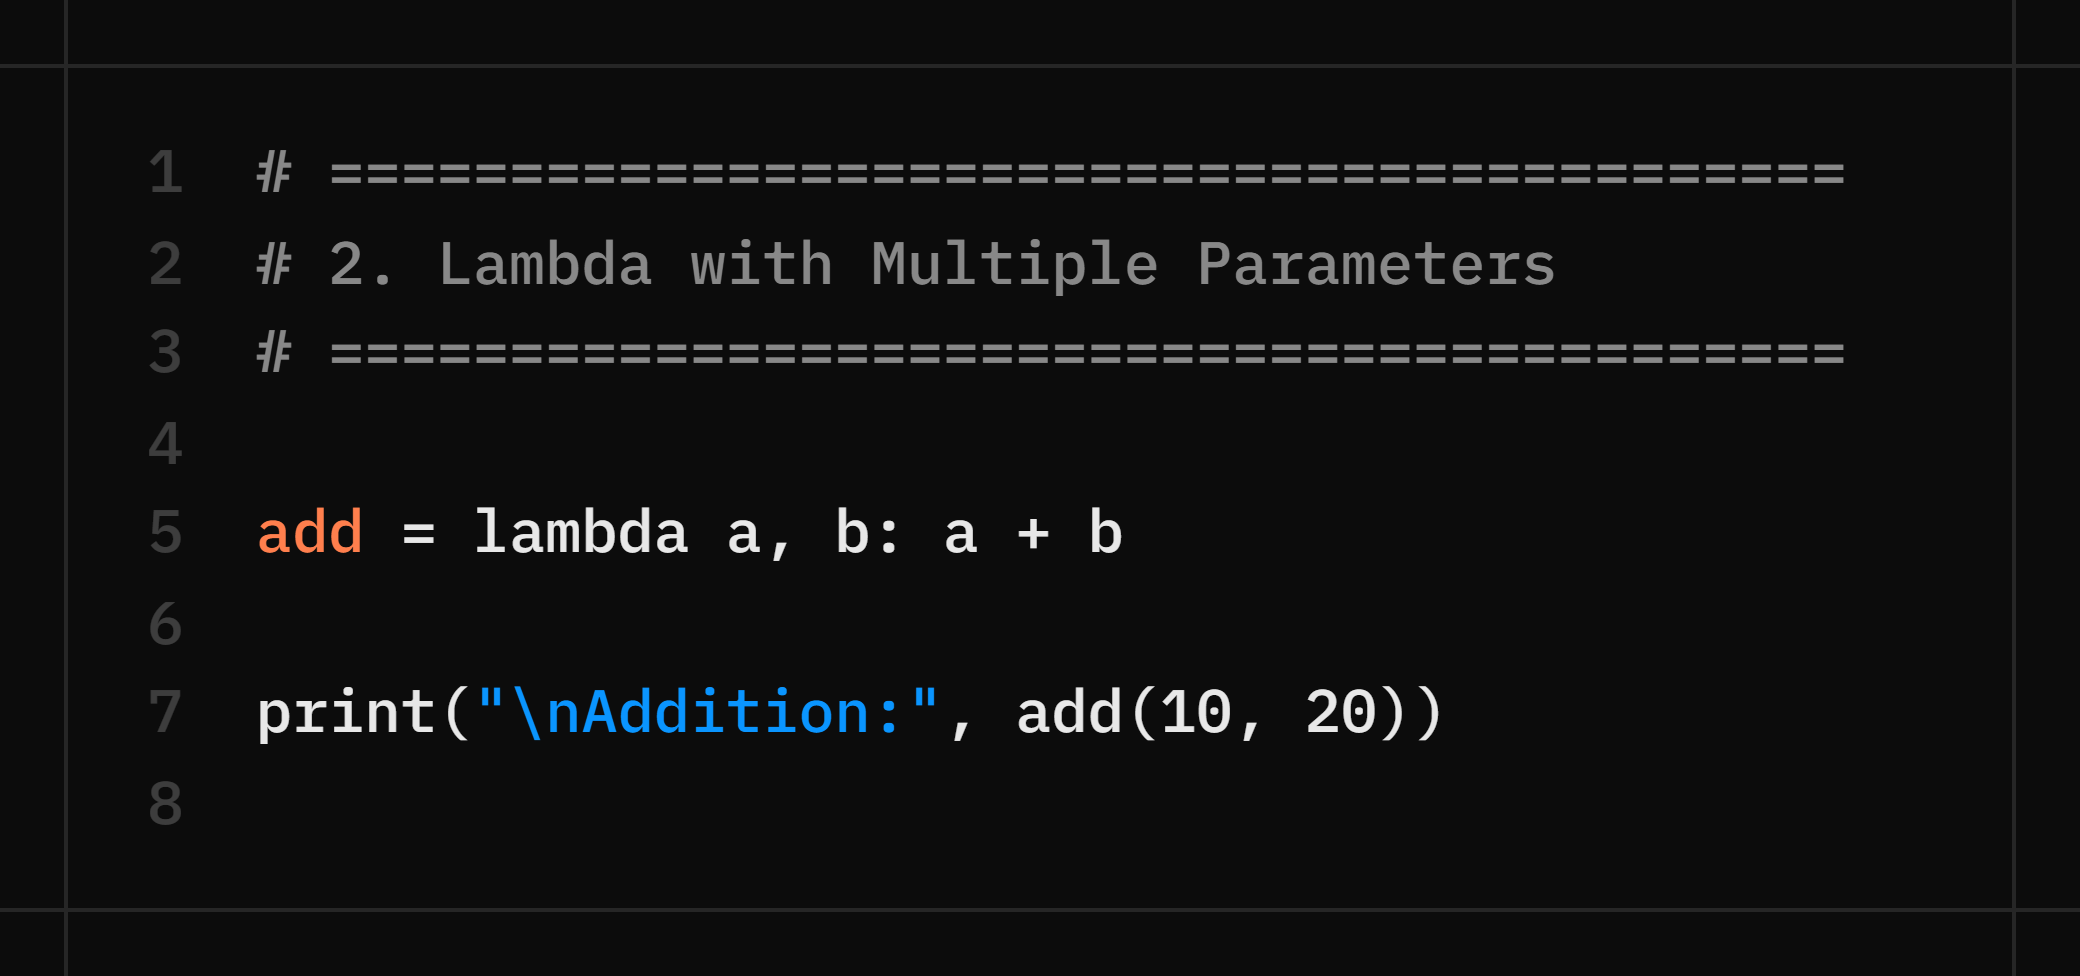 1 # ==========================================
2 # 2. Lambda with Multiple Parameters
3 # ==========================================
4
5 add = lambda a, b: a + b
6
7 print("\nAddition:", add(10, 20))
8